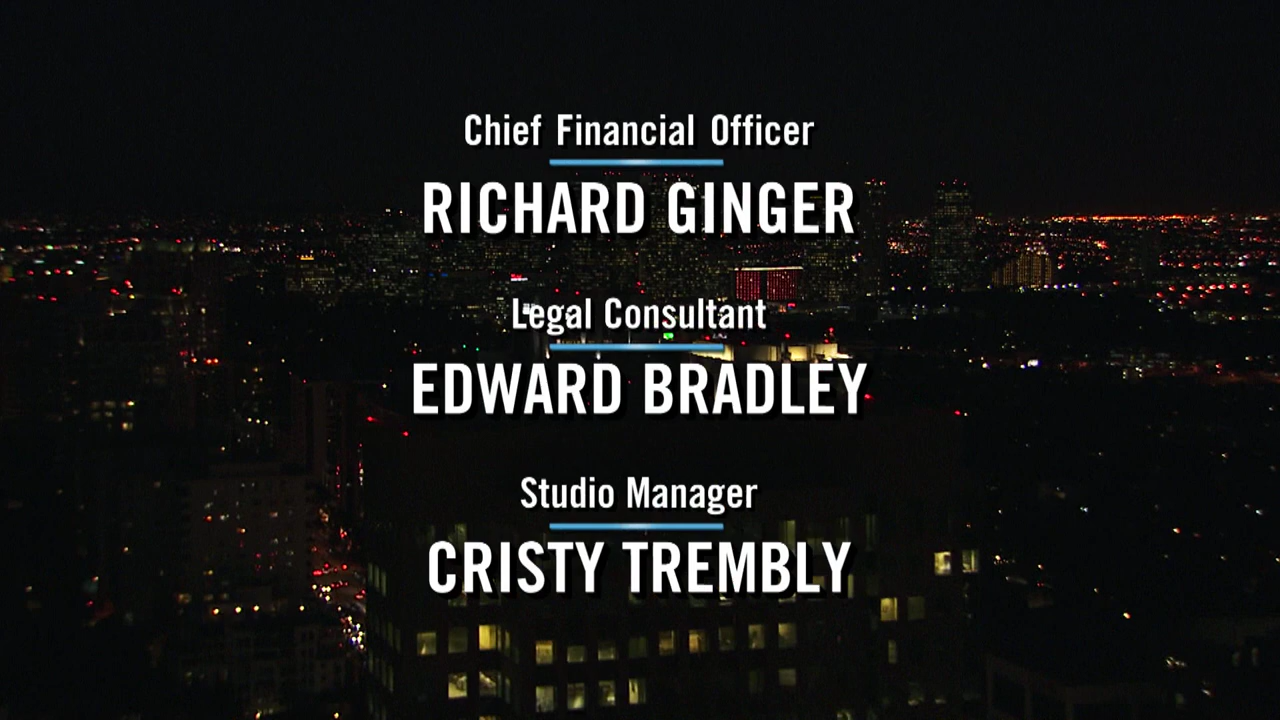 Chief Financial Officer
RICHARD GINGER
Legal Consultant
EDWARD BRADLEY
Studio Manager
CRISTY TREMBLY